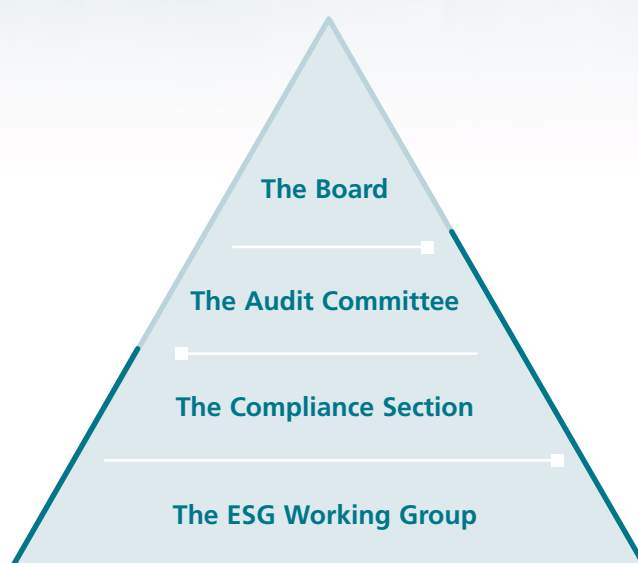 The Board
The Audit Committee
The Compliance Section
The ESG Working Group